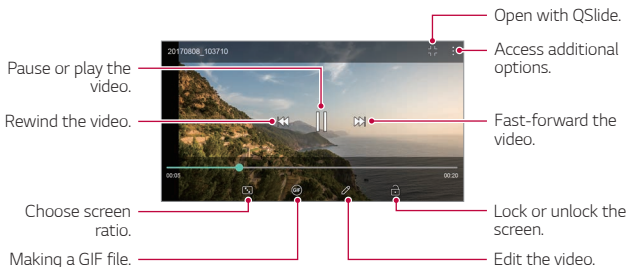 Open with QSlide.
20170808_103710
Access additional
options.
Pause or play the
video.
Rewind the video.
Fast-forward the
video.
00:08
00:20
GIF
Choose screen
ratio.
Lock or unlock the
screen.
Making a GIF file.
Edit the video.